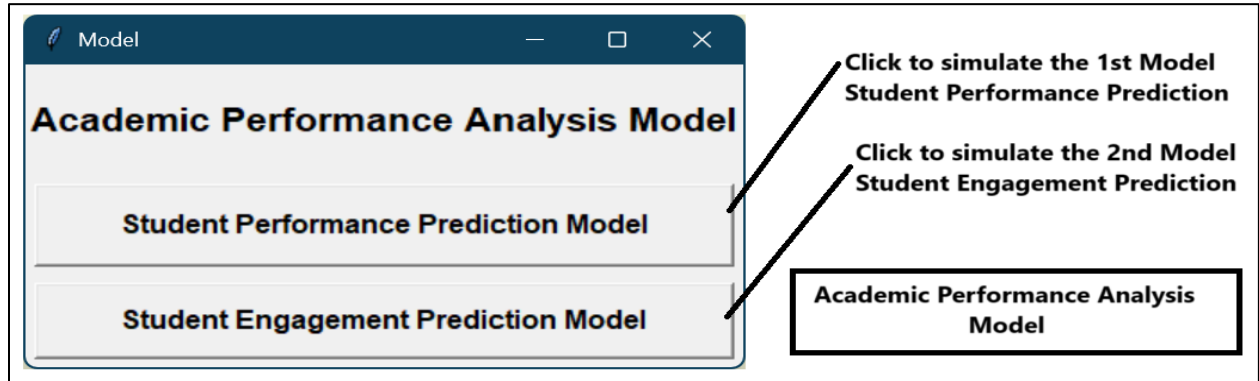 Model
Academic Performance Analysis Model
Student Performance Prediction Model
Student Engagement Prediction Model
Click to simulate the 1st Model
Student Performance Prediction
Click to simulate the 2nd Model
Student Engagement Prediction
Academic Performance Analysis
Model